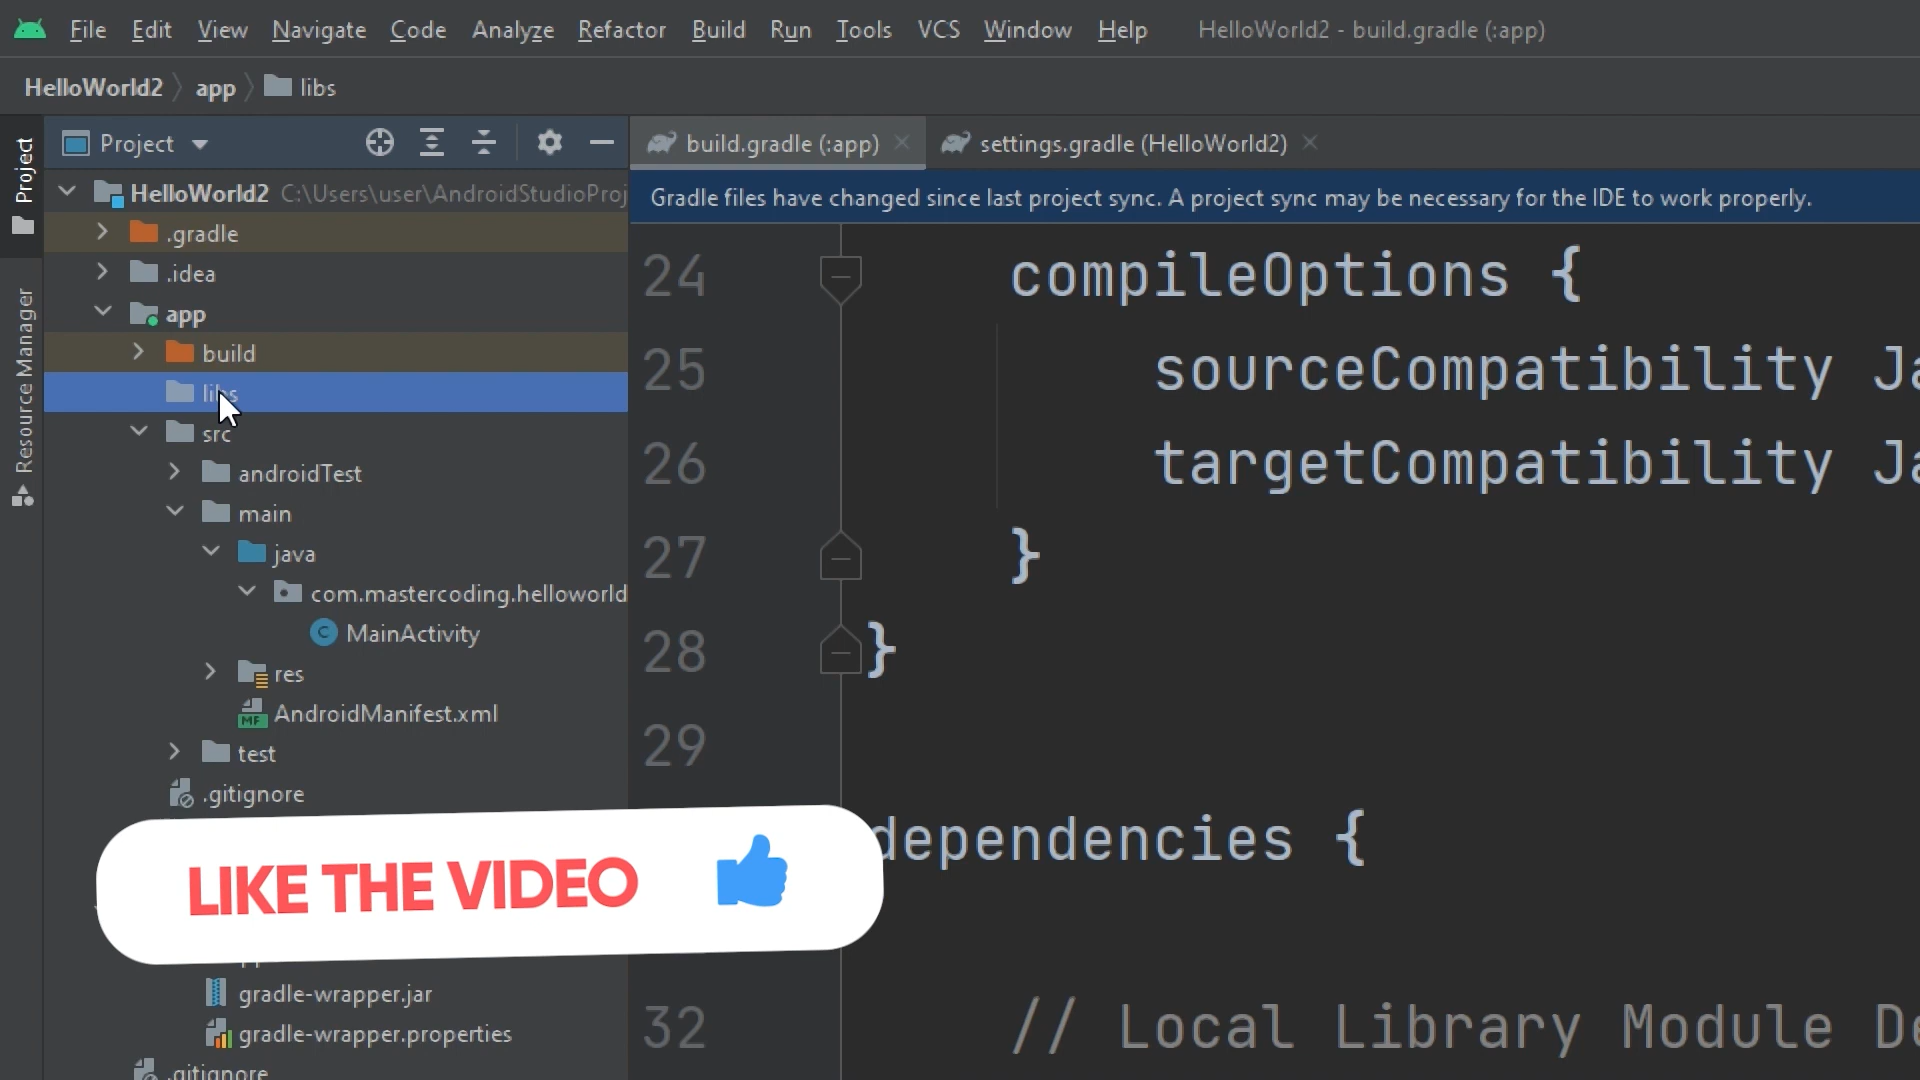 File Edit View Navigate Code Analyze Refactor Build Run Tools VCS Window Help HelloWorld2 - build.gradle (:app)
HelloWorld2 app libs
Project
build.gradle (:app)
settings.gradle (HelloWorld2)
Project
Resource Manager
HelloWorld2 C:\Users\user\AndroidStudioProj
Gradle files have changed since last project sync. A project sync may be necessary for the IDE to work properly.
.gradle
.idea
app
build
libs
src
androidTest
main
java
com.mastercoding.helloworld
MainActivity
res
MF AndroidManifest.xml
test
.gitignore
gradle-wrapper.jar
gradle-wrapper.properties
.gitignore
24 compileOptions {
25 sourceCompatibility Ja
26 targetCompatibility Ja
27 }
28 }
29
dependencies {
32 // Local Library Module De
LIKE THE VIDEO